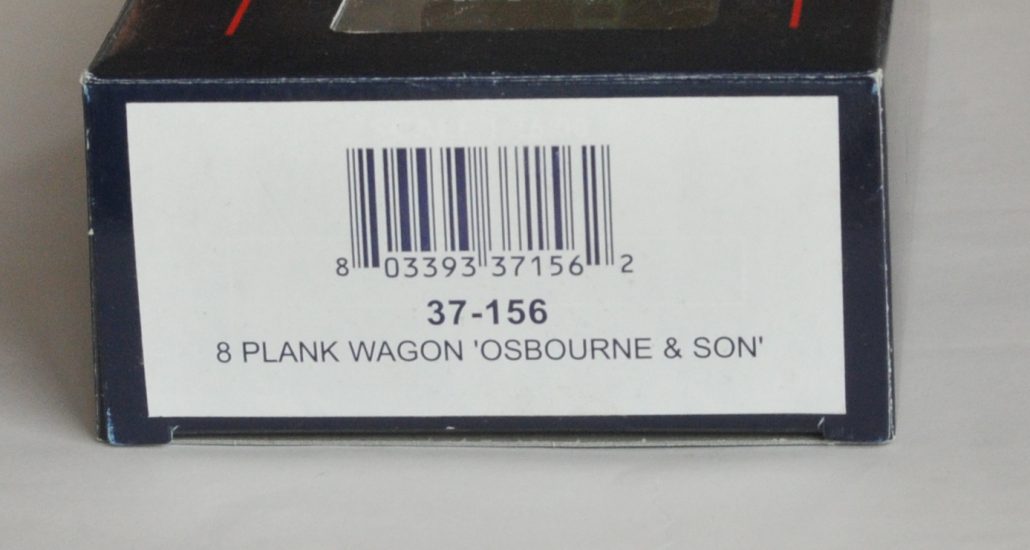 8 03393 37156 2
37-156
8 PLANK WAGON 'OSBOURNE & SON'